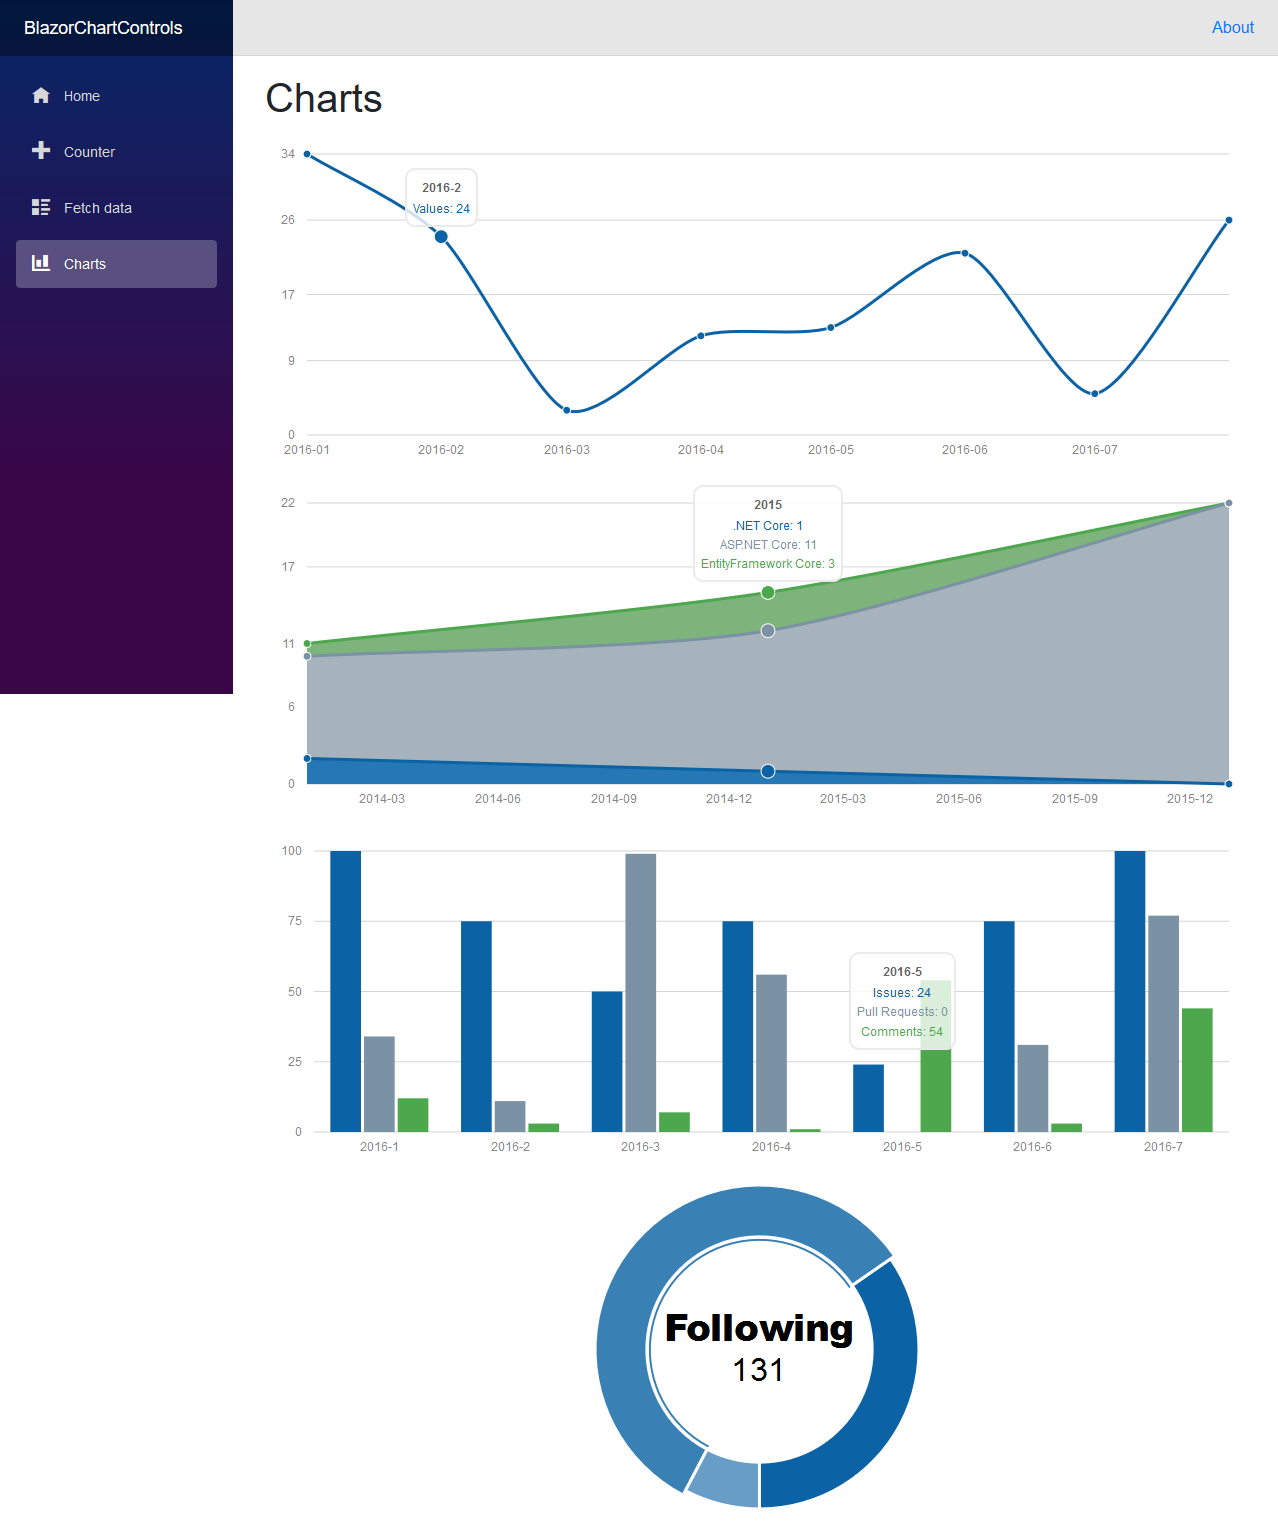 BlazorChartControls
About
Home
Counter
Fetch data
Charts
Charts
34
26
17
9
0
2016-2
Values: 24
2016-01 2016-02 2016-03 2016-04 2016-05 2016-06 2016-07
22
17
11
6
0
2015
.NET Core: 1
ASP.NET Core: 11
EntityFramework Core: 3
2014-03 2014-06 2014-09 2014-12 2015-03 2015-06 2015-09 2015-12
100
75
50
25
0
2016-5
Issues: 24
Pull Requests: 0
Comments: 54
2016-1 2016-2 2016-3 2016-4 2016-5 2016-6 2016-7
Following
131